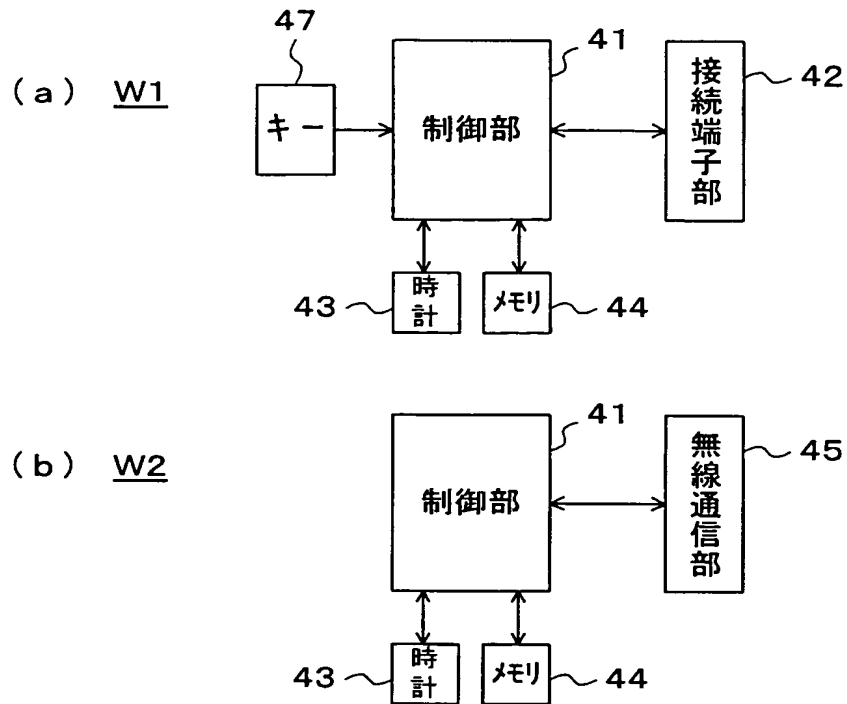 47
41
42
(a) W1
キー
制御部
接続端子部
43
時計
メモリ
44
41
45
(b) W2
制御部
無線通信部
43
時計
メモリ
44